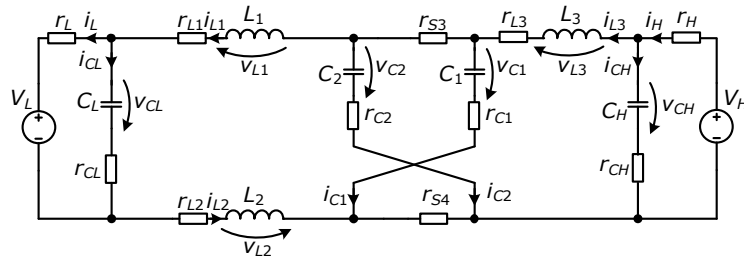 r_L i_L r_L1 i_L1 L_1 r_S3 r_L3 L_3 i_L3 i_H r_H
i_CL v_L1 C_2 v_C2 C_1 v_C1 v_L3 i_CH
V_L + − C_L v_CL C_H v_CH V_H + −
r_C2 r_C1
r_CL r_CH
r_L2 i_L2 L_2 i_C1 i_C2
v_L2 r_S4